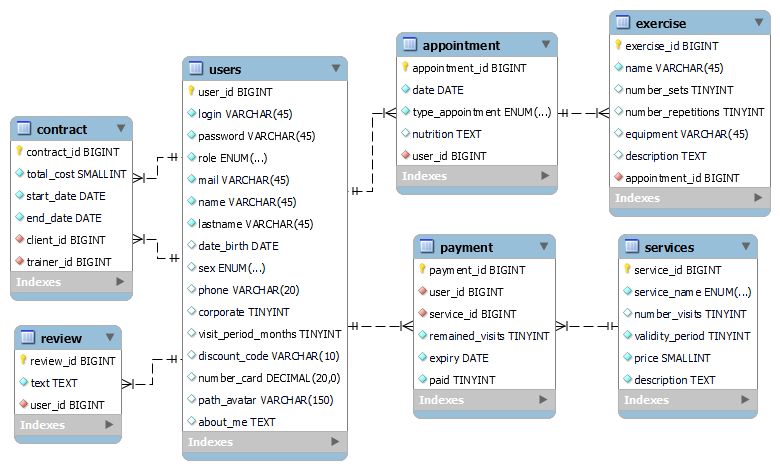 contract
contract_id BIGINT
total_cost SMALLINT
start_date DATE
end_date DATE
client_id BIGINT
trainer_id BIGINT
Indexes
review
review_id BIGINT
text TEXT
user_id BIGINT
Indexes
users
user_id BIGINT
login VARCHAR(45)
password VARCHAR(45)
role ENUM(...)
mail VARCHAR(45)
name VARCHAR(45)
lastname VARCHAR(45)
date_birth DATE
sex ENUM(...)
phone VARCHAR(20)
corporate TINYINT
visit_period_months TINYINT
discount_code VARCHAR(10)
number_card DECIMAL(20,0)
path_avatar VARCHAR(150)
about_me TEXT
Indexes
appointment
appointment_id BIGINT
date DATE
type_appointment ENUM(...)
nutrition TEXT
user_id BIGINT
Indexes
exercise
exercise_id BIGINT
name VARCHAR(45)
number_sets TINYINT
number_repetitions TINYINT
equipment VARCHAR(45)
description TEXT
appointment_id BIGINT
Indexes
payment
payment_id BIGINT
user_id BIGINT
service_id BIGINT
remained_visits TINYINT
expiry DATE
paid TINYINT
Indexes
services
service_id BIGINT
service_name ENUM(...)
number_visits TINYINT
validity_period TINYINT
price SMALLINT
description TEXT
Indexes